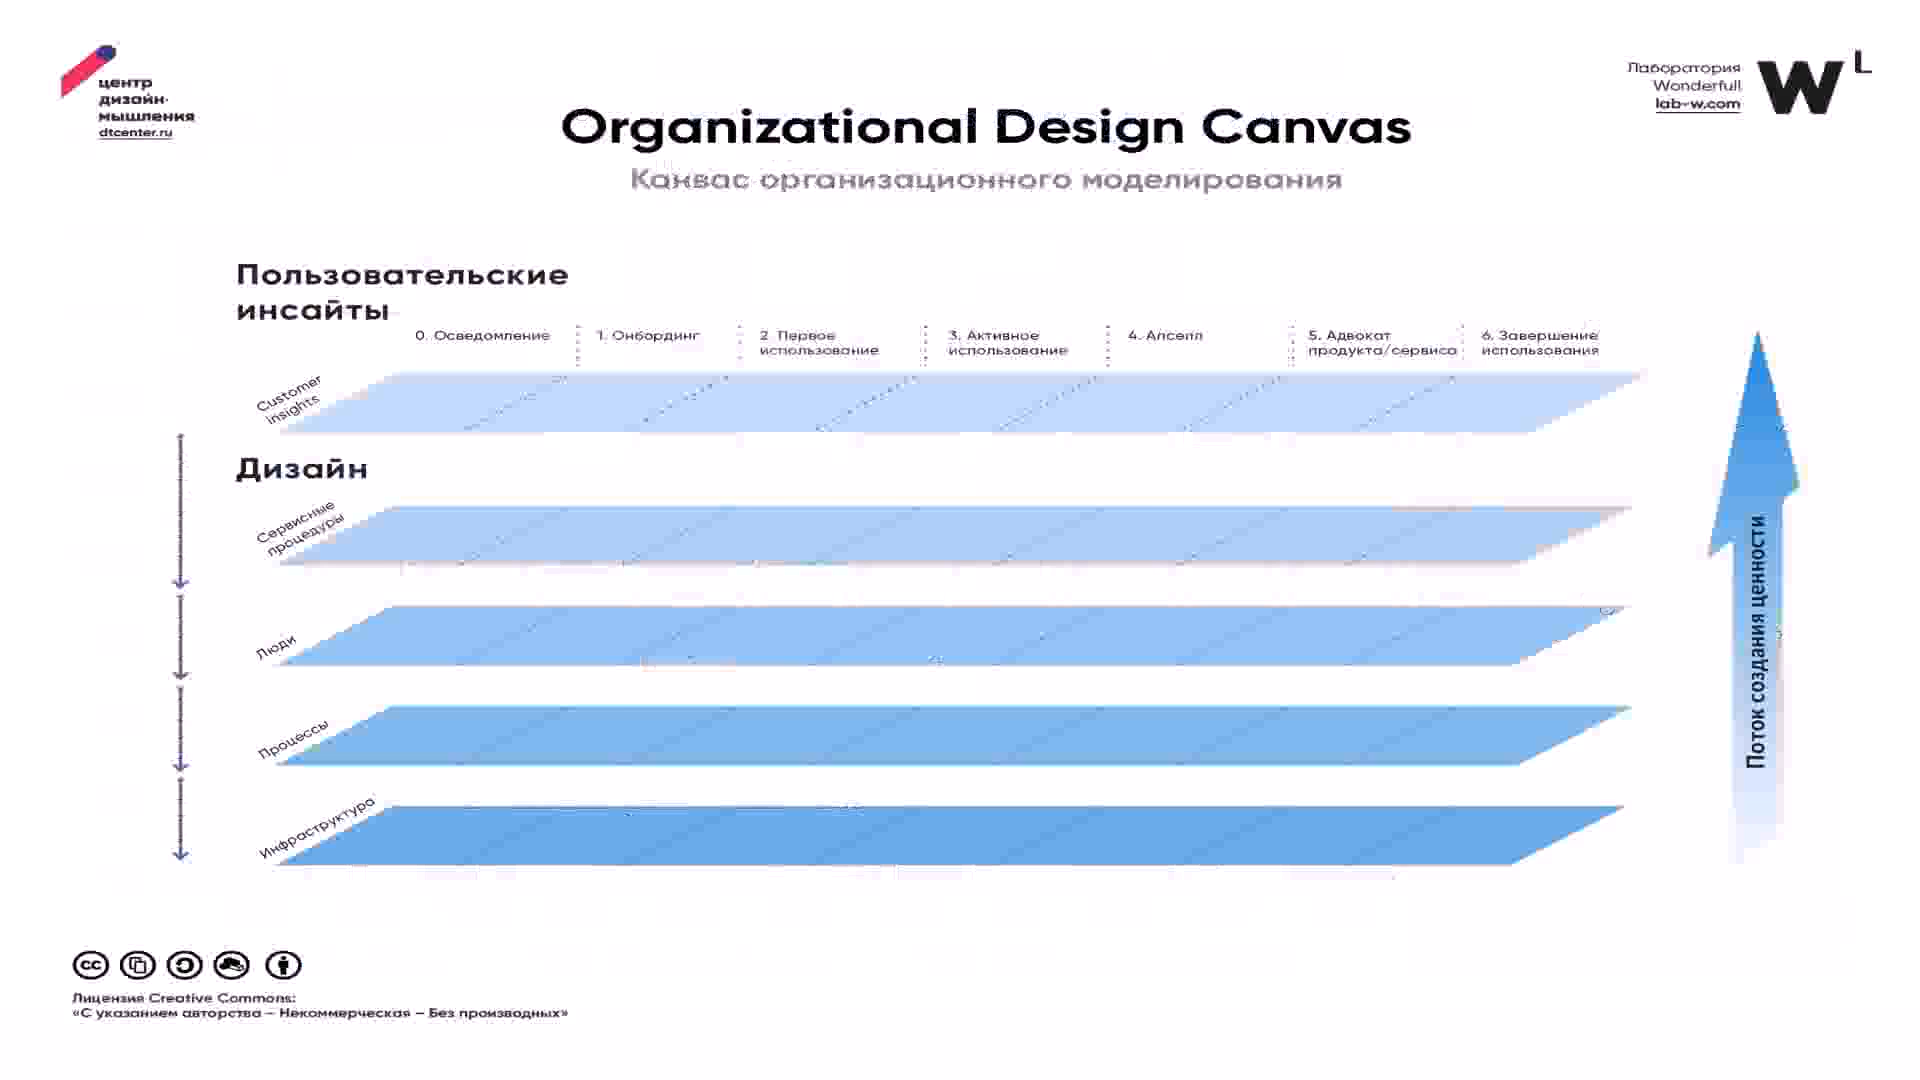 центр
дизайн-
мышления
dtcenter.ru
Лаборатория
Wonderfull
lab-w.com
W L
Organizational Design Canvas
Канвас организационного моделирования
Пользовательские
инсайты
0. Осведомление
1. Онбординг
2 Первое
использование
3. Активное
использование
4. Апселл
5. Адвокат
продукта/сервиса
6. Завершение
использования
Customer
insights
Дизайн
Сервисные
процедуры
Люди
Процессы
Инфраструктура
Поток создания ценности
cc
Лицензия Creative Commons:
«С указанием авторства – Некоммерческая – Без производных»